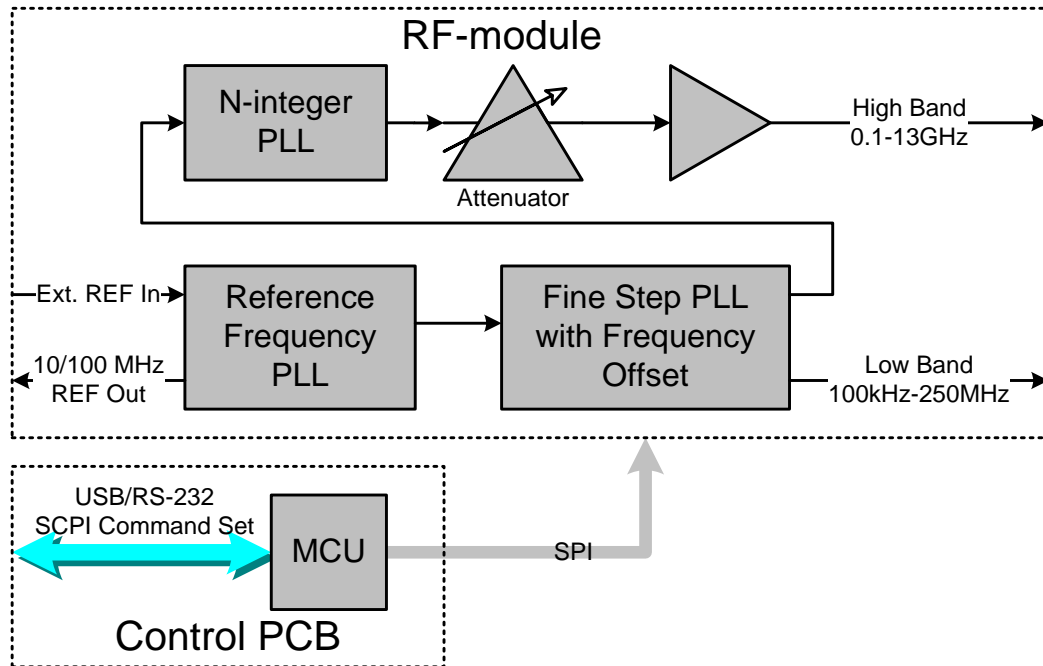 RF-module
N-integer
PLL
Attenuator
High Band
0.1-13GHz
Ext. REF In
10/100 MHz
REF Out
Reference
Frequency
PLL
Fine Step PLL
with Frequency
Offset
Low Band
100kHz-250MHz
USB/RS-232
SCPI Command Set
MCU
SPI
Control PCB